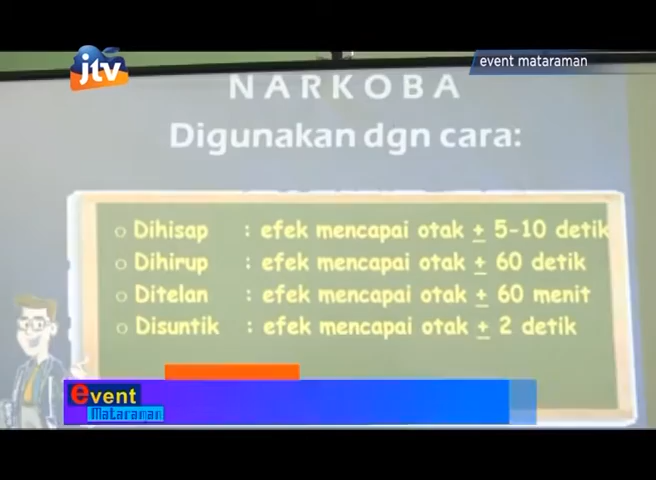 jtv
event mataraman
NARKOBA
Digunakan dgn cara:
Dihisap : efek mencapai otak ± 5-10 detik
Dihirup : efek mencapai otak ± 60 detik
Ditelan : efek mencapai otak ± 60 menit
Disuntik : efek mencapai otak ± 2 detik
event
Mataraman